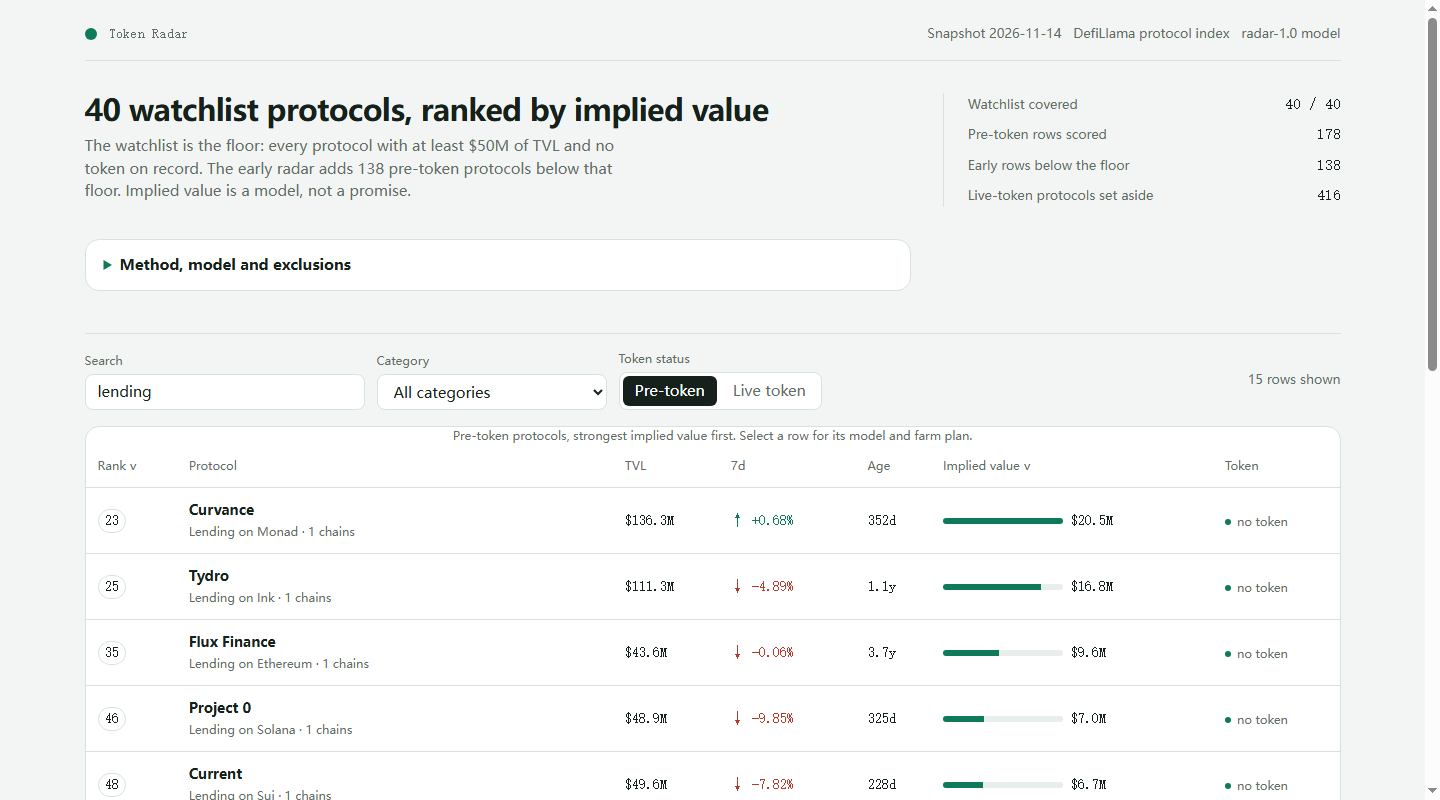 Token Radar
Snapshot 2026-11-14 DefiLlama protocol index radar-1.0 model
40 watchlist protocols, ranked by implied value
The watchlist is the floor: every protocol with at least $50M of TVL and no
token on record. The early radar adds 138 pre-token protocols below that
floor. Implied value is a model, not a promise.
Watchlist covered 40 / 40
Pre-token rows scored 178
Early rows below the floor 138
Live-token protocols set aside 416
Method, model and exclusions
Search
lending
Category
All categories
Token status
Pre-token Live token
15 rows shown
Pre-token protocols, strongest implied value first. Select a row for its model and farm plan.
Rank v Protocol TVL 7d Age Implied value v Token
23 Curvance $136.3M ↑ +0.68% 352d $20.5M no token
Lending on Monad · 1 chains
25 Tydro $111.3M ↓ −4.89% 1.1y $16.8M no token
Lending on Ink · 1 chains
35 Flux Finance $43.6M ↓ −0.06% 3.7y $9.6M no token
Lending on Ethereum · 1 chains
46 Project 0 $48.9M ↓ −9.85% 325d $7.0M no token
Lending on Solana · 1 chains
48 Current $49.6M ↓ −7.82% 228d $6.7M no token
Lending on Sui · 1 chains